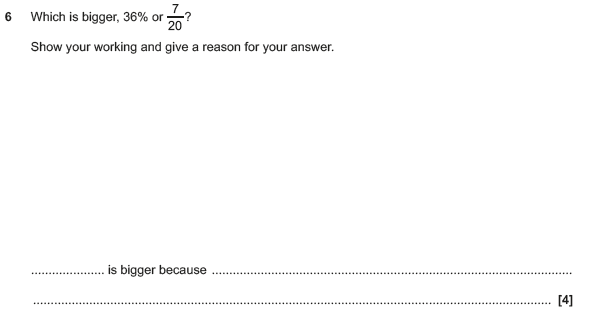 6 Which is bigger, 36% or 7/20?
Show your working and give a reason for your answer.
..................... is bigger because ........................................................................................................
....................................................................................................................................................... [4]